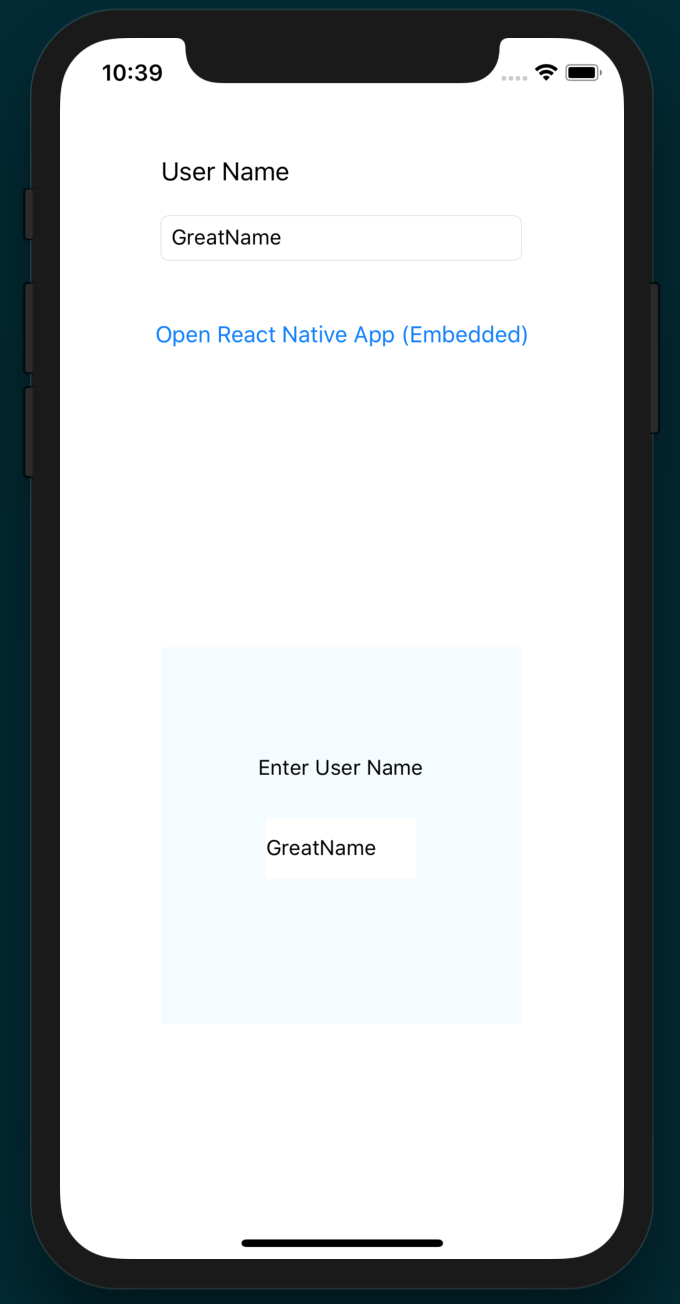 10:39
User Name
GreatName
Open React Native App (Embedded)
Enter User Name
GreatName